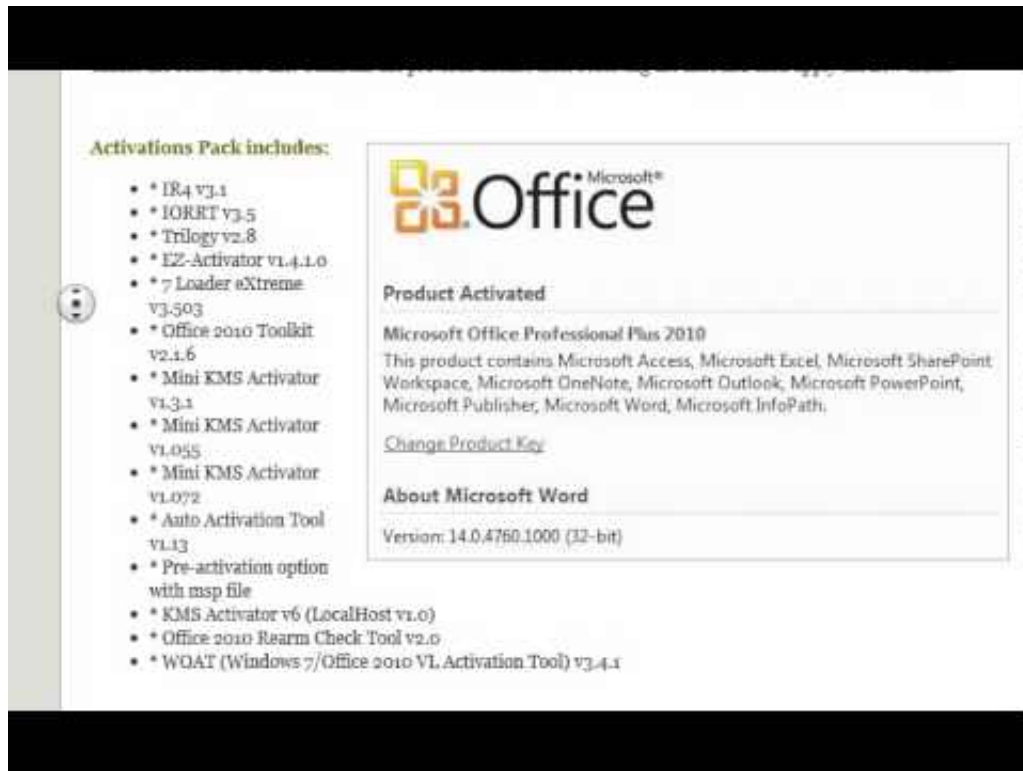 Activations Pack includes:
• * IR4 v3.1
• * IORRT v3.5
• * Trilogy v2.8
• * EZ-Activator v1.4.1.0
• * 7 Loader eXtreme
v3.503
• * Office 2010 Toolkit
v2.1.6
• * Mini KMS Activator
v1.3.1
• * Mini KMS Activator
v1.055
• * Mini KMS Activator
v1.072
• * Auto Activation Tool
v1.13
• * Pre-activation option
with msp file
• * KMS Activator v6 (LocalHost v1.0)
• * Office 2010 Rearm Check Tool v2.0
• * WOAT (Windows 7/Office 2010 VL Activation Tool) v3.4.1
Microsoft®
Office
Product Activated
Microsoft Office Professional Plus 2010
This product contains Microsoft Access, Microsoft Excel, Microsoft SharePoint
Workspace, Microsoft OneNote, Microsoft Outlook, Microsoft PowerPoint,
Microsoft Publisher, Microsoft Word, Microsoft InfoPath.
Change Product Key
About Microsoft Word
Version: 14.0.4760.1000 (32-bit)